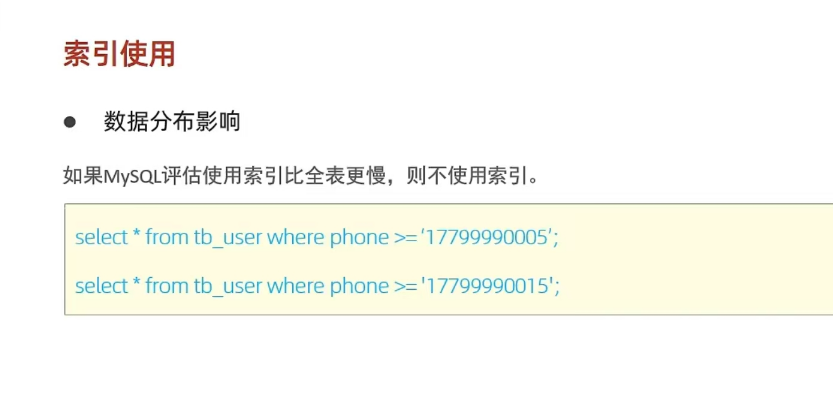 索引使用
● 数据分布影响
如果MySQL评估使用索引比全表更慢，则不使用索引。
select * from tb_user where phone >= ‘17799990005’;
select * from tb_user where phone >= '17799990015';